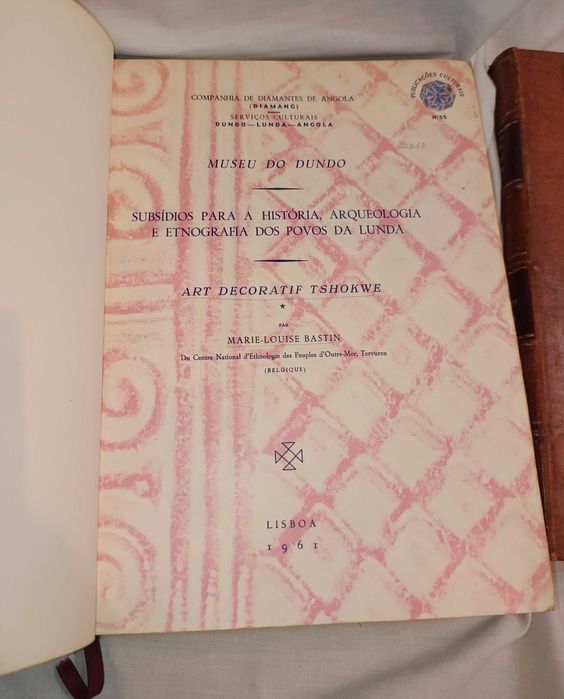 COMPANHIA DE DIAMANTES DE ANGOLA
(DIAMANG)
SERVIÇOS CULTURAIS
DUNDO—LUNDA—ANGOLA
PUBLICAÇÕES CULTURAIS
Nº55
MUSEU DO DUNDO
SUBSÍDIOS PARA A HISTÓRIA, ARQUEOLOGIA
E ETNOGRAFIA DOS POVOS DA LUNDA
ART DECORATIF TSHOKWE
*
PAR
MARIE-LOUISE BASTIN
Du Centre National d'Ethnologie des Peuples d'Outre-Mer, Tervuren
(BELGIQUE)
LISBOA
1961